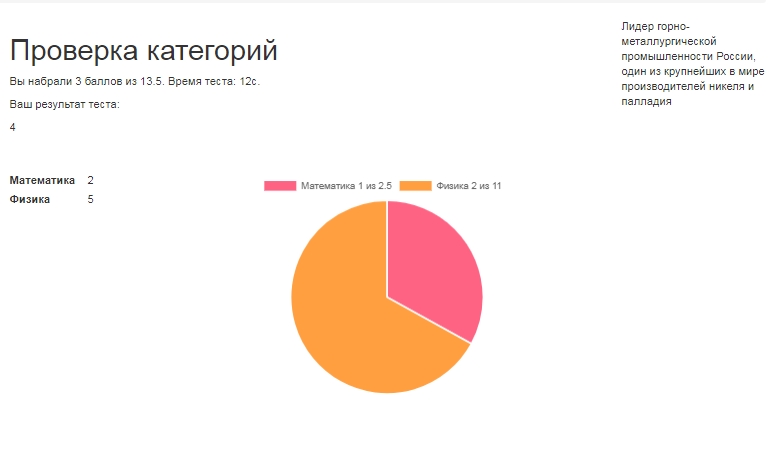 Проверка категорий
Вы набрали 3 баллов из 13.5. Время теста: 12с.
Ваш результат теста:
4
Математика 2
Физика 5
Математика 1 из 2.5 Физика 2 из 11
Лидер горно-
металлургической
промышленности России,
один из крупнейших в мире
производителей никеля и
палладия